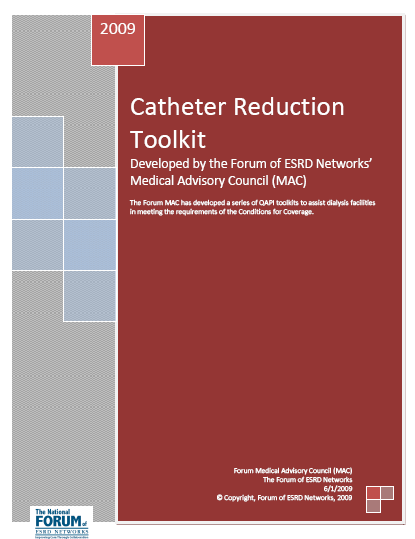 2009
Catheter Reduction
Toolkit
Developed by the Forum of ESRD Networks’
Medical Advisory Council (MAC)
The Forum MAC has developed a series of QAPI toolkits to assist dialysis facilities
in meeting the requirements of the Conditions for Coverage.
Forum Medical Advisory Council (MAC)
The Forum of ESRD Networks
6/1/2009
© Copyright, Forum of ESRD Networks, 2009
The National
FORUM of
ESRD NETWORKS